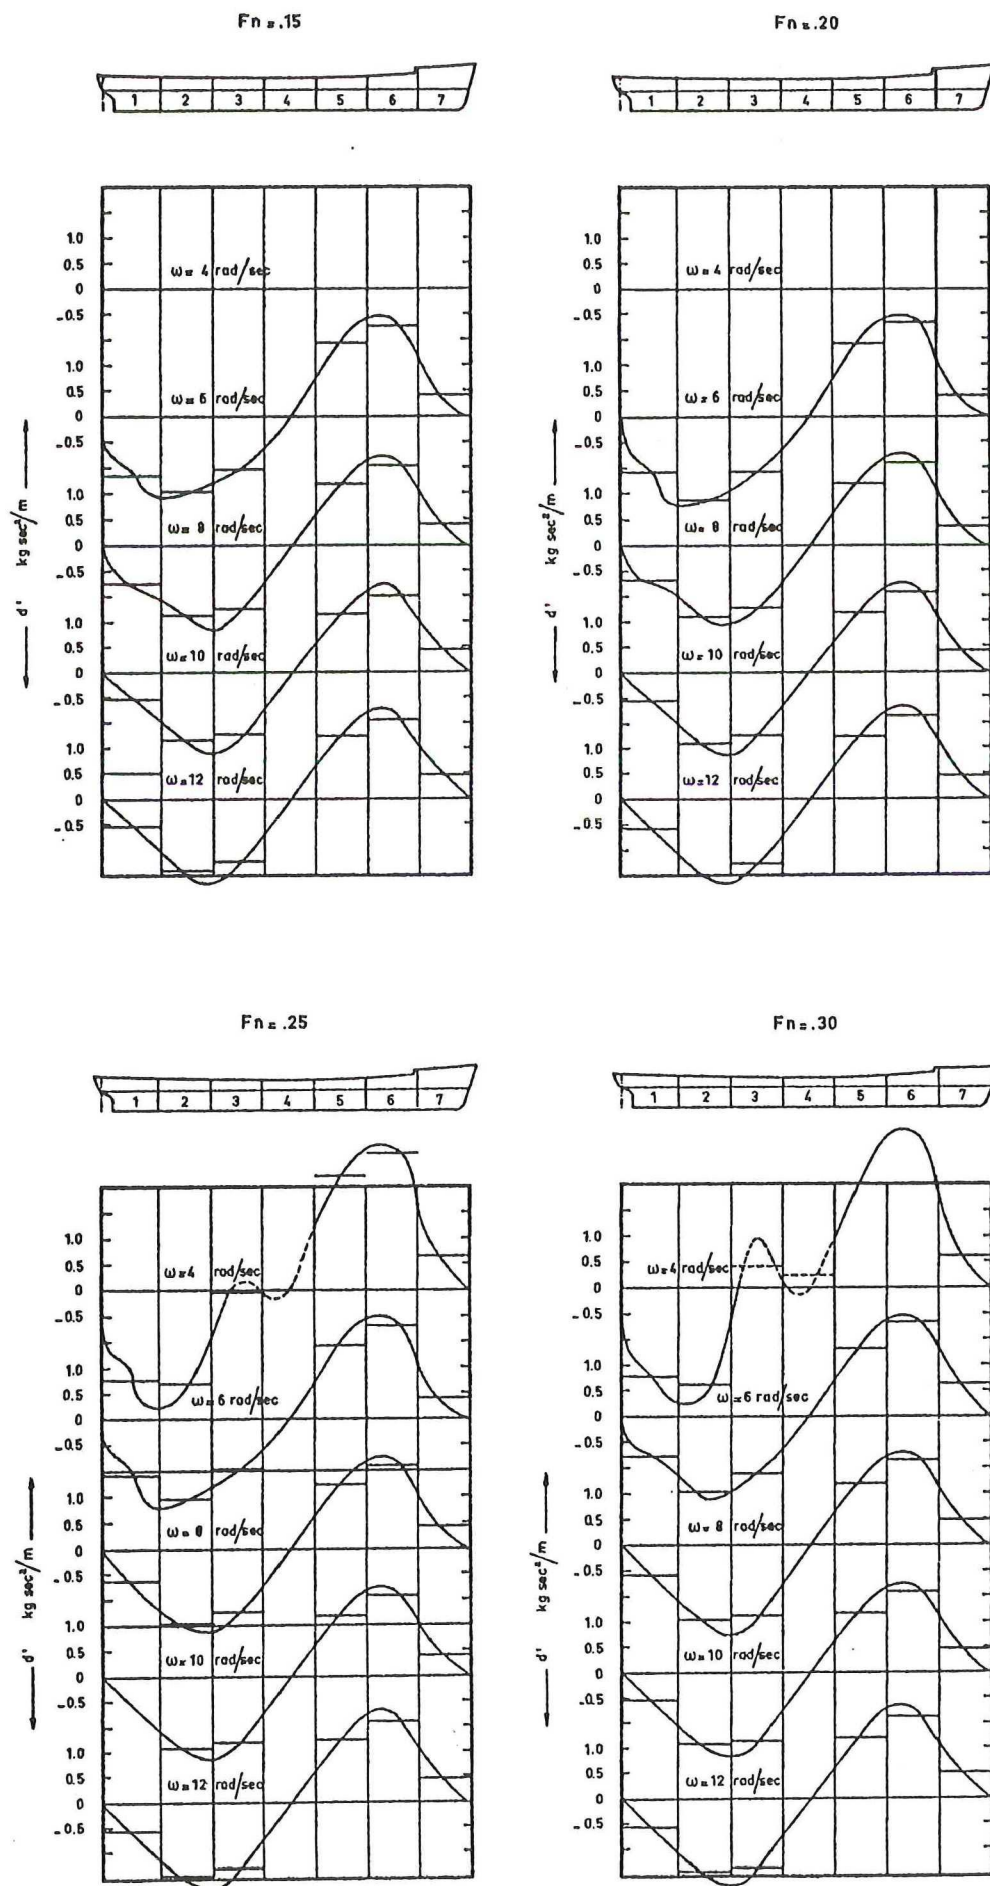 Fn = .15
1 2 3 4 5 6 7
1.0
0.5
ω = 4 rad/sec
0
- 0.5
1.0
0.5
ω = 6 rad/sec
0
- 0.5
1.0
0.5
ω = 8 rad/sec
0
- 0.5
1.0
0.5
ω = 10 rad/sec
0
- 0.5
1.0
0.5
ω = 12 rad/sec
0
- 0.5
d' kg sec²/m
Fn = .20
1 2 3 4 5 6 7
1.0
0.5
ω = 4 rad/sec
0
- 0.5
1.0
0.5
ω = 6 rad/sec
0
- 0.5
1.0
0.5
ω = 8 rad/sec
0
- 0.5
1.0
0.5
ω = 10 rad/sec
0
- 0.5
1.0
0.5
ω = 12 rad/sec
0
- 0.5
d' kg sec²/m
Fn = .25
1 2 3 4 5 6 7
1.0
0.5
ω = 4 rad/sec
0
- 0.5
1.0
0.5
ω = 6 rad/sec
0
- 0.5
1.0
0.5
ω = 8 rad/sec
0
- 0.5
1.0
0.5
ω = 10 rad/sec
0
- 0.5
1.0
0.5
ω = 12 rad/sec
0
- 0.5
d' kg sec²/m
Fn = .30
1 2 3 4 5 6 7
1.0
0.5
ω = 4 rad/sec
0
- 0.5
1.0
0.5
ω = 6 rad/sec
0
- 0.5
1.0
0.5
ω = 8 rad/sec
0
- 0.5
1.0
0.5
ω = 10 rad/sec
0
- 0.5
1.0
0.5
ω = 12 rad/sec
0
- 0.5
d' kg sec²/m